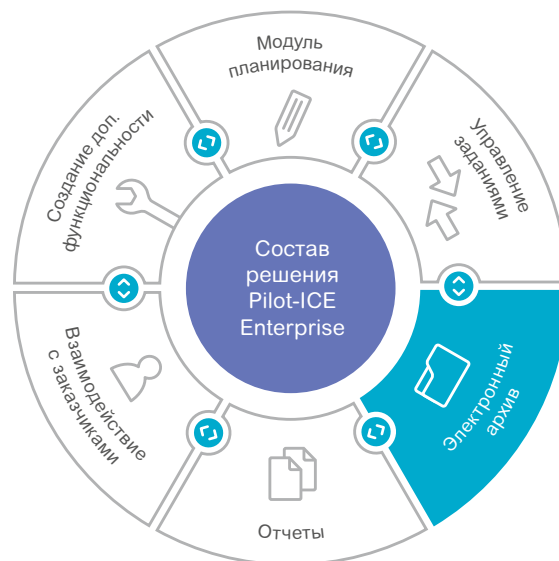 Модуль
планирования
Управление
заданиями
Электронный
архив
Отчеты
Взаимодействие
с заказчиками
Создание доп.
функциональности
Состав
решения
Pilot-ICE
Enterprise